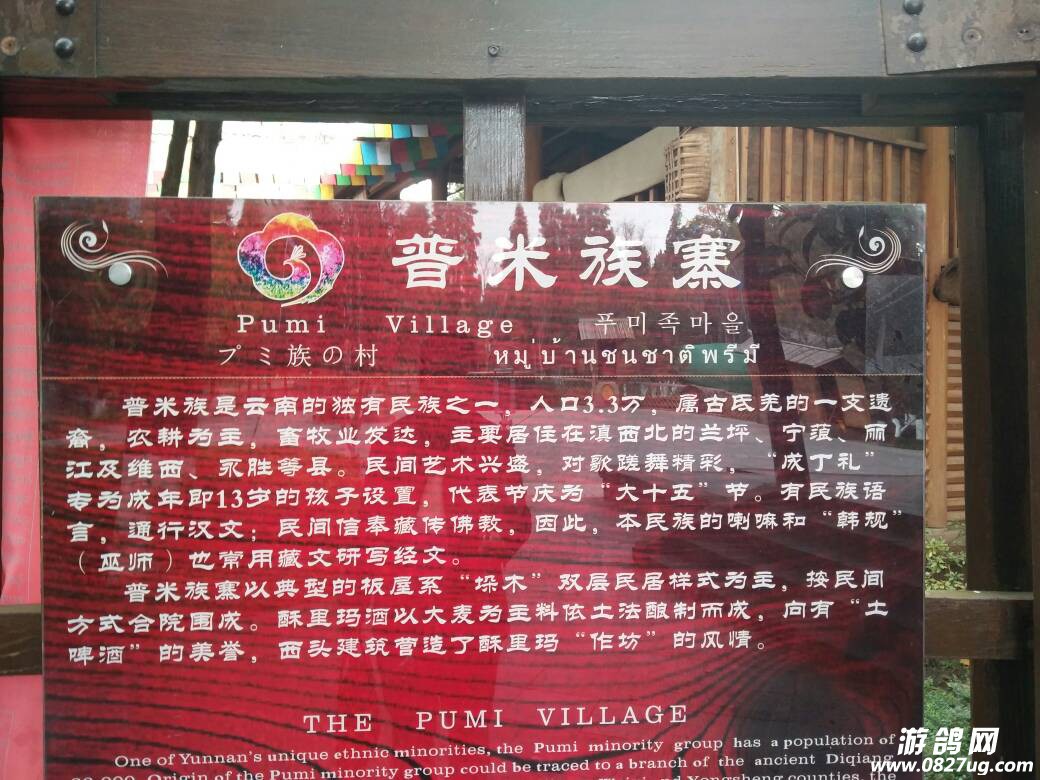 普米族寨
Pumi Village 푸미족마을
プミ族の村 หมู่บ้านชนชาติพรีมี
普米族是云南的独有民族之一，人口3.3万，属古氐羌的一支遗
裔，农耕为主，畜牧业发达，主要居住在滇西北的兰坪、宁蒗、丽
江及维西、永胜等县。民间艺术兴盛，对歌蹉舞精彩，“成丁礼”
专为成年即13岁的孩子设置，代表节庆为“大十五”节。有民族语
言，通行汉文；民间信奉藏传佛教，因此，本民族的喇嘛和“韩规”
（巫师）也常用藏文研写经文。
普米族寨以典型的板屋系“垛木”双层民居样式为主，按民间
方式合院围成。酥里玛酒以大麦为主料依土法酿制而成，向有“土
啤酒”的美誉，西头建筑营造了酥里玛“作坊”的风情。
THE PUMI VILLAGE
One of Yunnan's unique ethnic minorities, the Pumi minority group has a population of
Origin of the Pumi minority group could be traced to a branch of the ancient Diqiang
and Yongsheng counties, the
游鸽网
www.0827ug.com